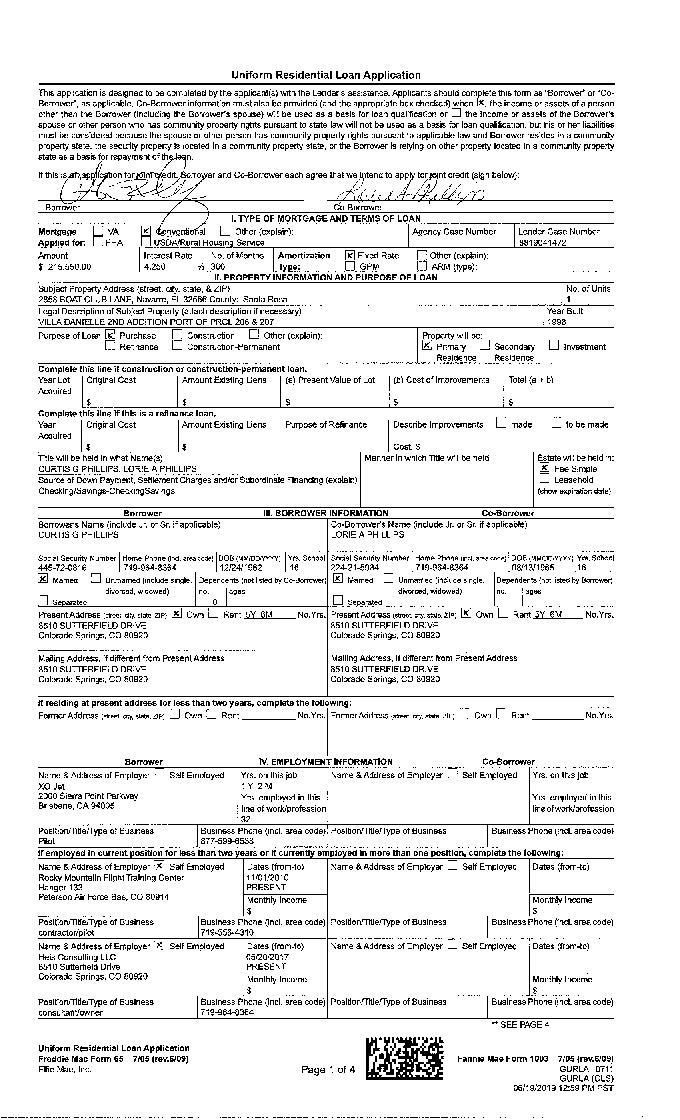 Uniform Residential Loan Application
This application is designed to be completed by the applicant(s) with the Lender's assistance. Applicants should complete this form as "Borrower" or "Co-
Borrower", as applicable. Co-Borrower information must also be provided (and the appropriate box checked) when the income or assets of a person
other than the Borrower (including the Borrower's spouse) will be used as a basis for loan qualification or the income or assets of the Borrower's
spouse or other person who has community property rights pursuant to state law will not be used as a basis for loan qualification, but his or her liabilities
must be considered because the spouse or other person has community property rights pursuant to applicable law and Borrower resides in a community
property state, the security property is located in a community property state, or the Borrower is relying on other property located in a community property
state as a basis for repayment of the loan.
If this is an application for joint credit, Borrower and Co-Borrower each agree that we intend to apply for joint credit (sign below):
Borrower Co-Borrower
I. TYPE OF MORTGAGE AND TERMS OF LOAN
Mortgage VA Conventional Other (explain): Agency Case Number Lender Case Number
Applied for: FHA USDA/Rural Housing Service
Amount Interest Rate No. of Months Amortization Fixed Rate Other (explain):
$ 4.250 % 300 Type: GPM ARM (type):
II. PROPERTY INFORMATION AND PURPOSE OF LOAN
Subject Property Address (street, city, state, & ZIP) No. of Units
BOAT CLUB LANE, Navarre, FL 32566 County: Santa Rosa 1
Legal Description of Subject Property (attach description if necessary) Year Built
VILLA DANIELLE 2ND ADDITION PORT OF PRCL 206 & 207
Purpose of Loan Purchase Construction Other (explain): Property will be:
Refinance Construction-Permanent Primary Residence Secondary Residence Investment
Complete this line if construction or construction-permanent loan.
Year Lot Acquired Original Cost Amount Existing Liens (a) Present Value of Lot (b) Cost of Improvements Total (a + b)
$ $ $ $ $
Complete this line if this is a refinance loan.
Year Acquired Original Cost Amount Existing Liens Purpose of Refinance Describe Improvements made to be made
$ $ Cost: $
Title will be held in what Name(s) Manner in which Title will be held Estate will be held in:
CURTIS G PHILLIPS, LORIE A PHILLIPS Fee Simple
Source of Down Payment, Settlement Charges and/or Subordinate Financing (explain) Leasehold
Checking/Savings-CheckingSavings (show expiration date)
Borrower III. BORROWER INFORMATION Co-Borrower
Borrower's Name (include Jr. or Sr. if applicable) Co-Borrower's Name (include Jr. or Sr. if applicable)
CURTIS G PHILLIPS LORIE A PHILLIPS
Social Security Number Home Phone (incl. area code) DOB (MM/DD/YYYY) Yrs. School Social Security Number Home Phone (incl. area code) DOB (MM/DD/YYYY) Yrs. School
719-964-8364 12/24/1962 16 719-964-8364 16
Married Unmarried (include single, divorced, widowed) Dependents (not listed by Co-Borrower) Married Unmarried (include single, divorced, widowed) Dependents (not listed by Borrower)
Separated no. 0 ages Separated no. ages
Present Address (street, city, state, ZIP) Own Rent 5Y 6M No.Yrs. Present Address (street, city, state, ZIP) Own Rent 5Y 6M No.Yrs.
8510 SUTTERFIELD DRIVE 8510 SUTTERFIELD DRIVE
Colorado Springs, CO 80920 Colorado Springs, CO 80920
Mailing Address, if different from Present Address Mailing Address, if different from Present Address
8510 SUTTERFIELD DRIVE 8510 SUTTERFIELD DRIVE
Colorado Springs, CO 80920 Colorado Springs, CO 80920
If residing at present address for less than two years, complete the following:
Former Address (street, city, state, ZIP) Own Rent No.Yrs. Former Address (street, city, state, ZIP) Own Rent No.Yrs.
Borrower IV. EMPLOYMENT INFORMATION Co-Borrower
Name & Address of Employer Self Employed Yrs. on this job Name & Address of Employer Self Employed Yrs. on this job
XO Jet
2000 Sierra Point Parkway Yrs. employed in this Yrs. employed in this
Brisbane, CA 94005 line of work/profession line of work/profession
32
Position/Title/Type of Business Business Phone (incl. area code) Position/Title/Type of Business Business Phone (incl. area code)
Pilot
If employed in current position for less than two years or if currently employed in more than one position, complete the following:
Name & Address of Employer Self Employed Dates (from-to) Name & Address of Employer Self Employed Dates (from-to)
Rocky Mountain Flight Training Center 11/01/2010
Hanger 133 PRESENT
Peterson Air Force Bas, CO 80914 Monthly Income Monthly Income
$ $
Position/Title/Type of Business Business Phone (incl. area code) Position/Title/Type of Business Business Phone (incl. area code)
contractor/pilot 719-556-4310
Name & Address of Employer Self Employed Dates (from-to) Name & Address of Employer Self Employed Dates (from-to)
Heis Consulting LLC 05/20/2017
8510 Sutterfield Drive PRESENT
Colorado Springs, CO 80920 Monthly Income Monthly Income
$ $
Position/Title/Type of Business Business Phone (incl. area code) Position/Title/Type of Business Business Phone (incl. area code)
consultant/owner 719-964-8364
** SEE PAGE 4
Uniform Residential Loan Application
Freddie Mac Form 65 7/05 (rev.6/09) Fannie Mae Form 1003 7/05 (rev.6/09)
Ellie Mae, Inc. Page 1 of 4 GURLA 0711
GURLA (CLS)
06/19/2019 12:59 PM PST